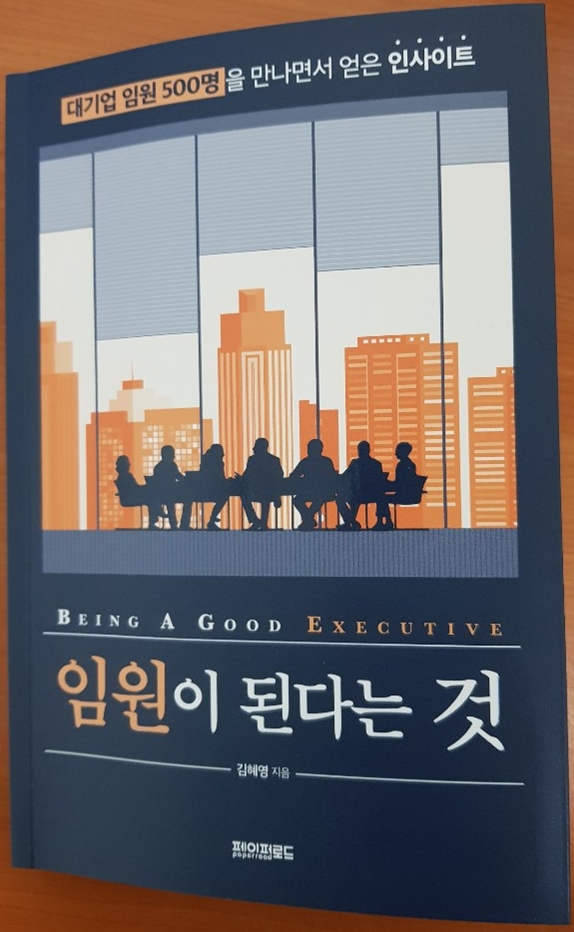 대기업 임원 500명을 만나면서 얻은 인사이트
BEING A GOOD EXECUTIVE
임원이 된다는 것
김혜영 지음
페이퍼로드
paperroad